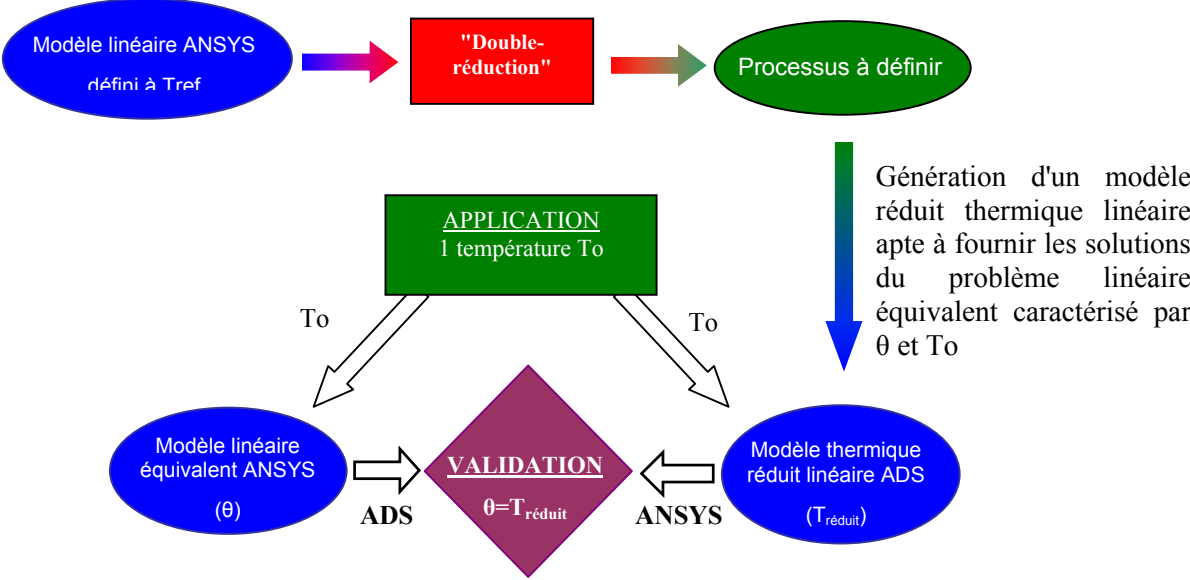 Modèle linéaire ANSYS
défini à Tref
"Double-
réduction"
Processus à définir
Génération d'un modèle
réduit thermique linéaire
apte à fournir les solutions
du problème linéaire
équivalent caractérisé par
θ et To
APPLICATION
1 température To
To
To
Modèle linéaire
équivalent ANSYS
(θ)
ADS
VALIDATION
θ=Tréduit
ANSYS
Modèle thermique
réduit linéaire ADS
(Tréduit)